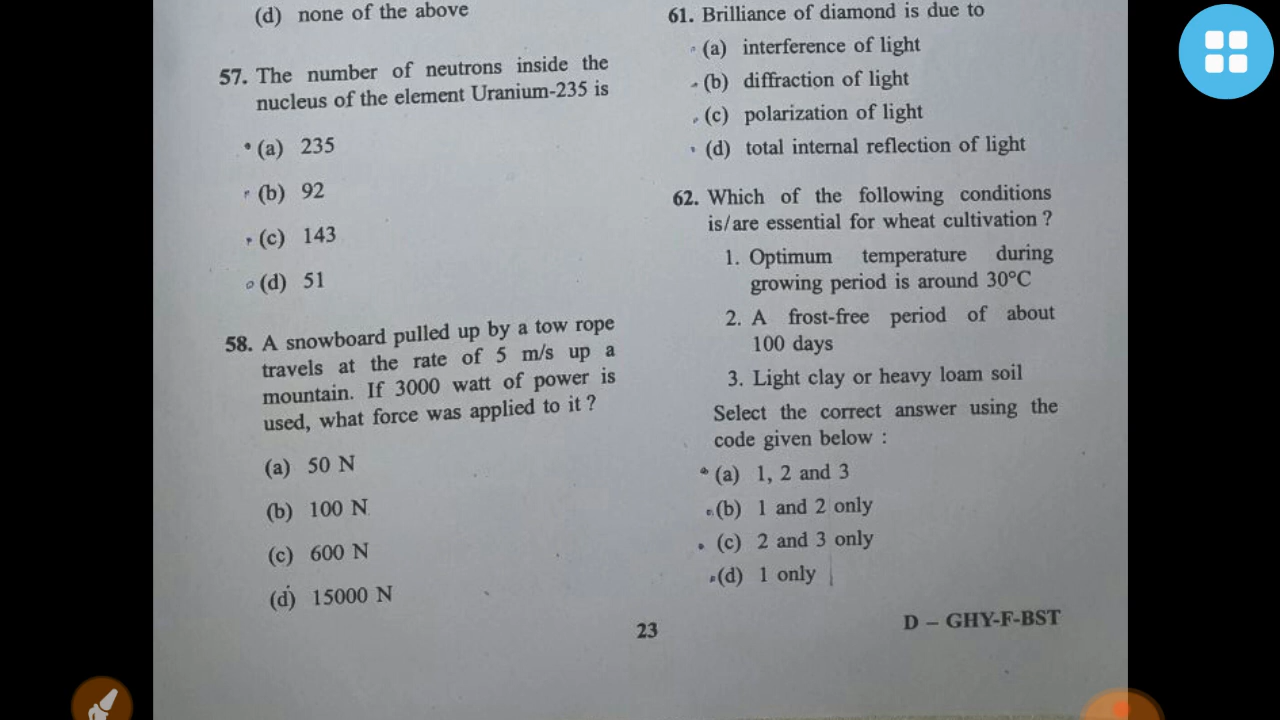 (d) none of the above
57. The number of neutrons inside the
nucleus of the element Uranium-235 is
(a) 235
(b) 92
(c) 143
(d) 51
58. A snowboard pulled up by a tow rope
travels at the rate of 5 m/s up a
mountain. If 3000 watt of power is
used, what force was applied to it ?
(a) 50 N
(b) 100 N
(c) 600 N
(d) 15000 N
61. Brilliance of diamond is due to
(a) interference of light
(b) diffraction of light
(c) polarization of light
(d) total internal reflection of light
62. Which of the following conditions
is/are essential for wheat cultivation ?
1. Optimum temperature during
growing period is around 30°C
2. A frost-free period of about
100 days
3. Light clay or heavy loam soil
Select the correct answer using the
code given below :
(a) 1, 2 and 3
(b) 1 and 2 only
(c) 2 and 3 only
(d) 1 only
23
D – GHY-F-BST